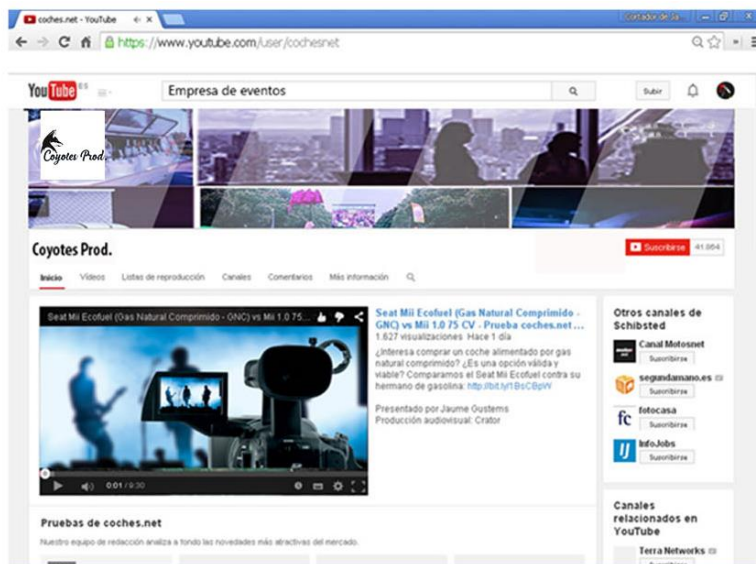 coches.net - YouTube
https://www.youtube.com/user/cochesnet
YouTube ES
Empresa de eventos
Subir
Coyotes Prod.
Coyotes Prod.
Suscribirse 41.864
Inicio Vídeos Listas de reproducción Canales Comentarios Más información
Seat Mii Ecofuel (Gas Natural Comprimido - GNC) vs Mii 1.0 75...
0:01 / 9:30
Seat Mii Ecofuel (Gas Natural Comprimido -
GNC) vs Mii 1.0 75 CV - Prueba coches.net ...
1.627 visualizaciones Hace 1 día
¿Interesa comprar un coche alimentado por gas
natural comprimido? ¿Es una opción válida y
viable? Comparamos el Seat Mii Ecofuel contra su
hermano de gasolina: http://bit.ly/1BsCBpW
Presentado por Jaume Gustems
Producción audiovisual: Crator
Otros canales de
Schibsted
Canal Motosnet
Suscribirse
segundamano.es
Suscribirse
fc
fotocasa
Suscribirse
IJ
InfoJobs
Suscribirse
Canales
relacionados en
YouTube
Terra Networks
Suscribirse
Pruebas de coches.net
Nuestro equipo de redacción analiza a fondo las novedades más atractivas del mercado.